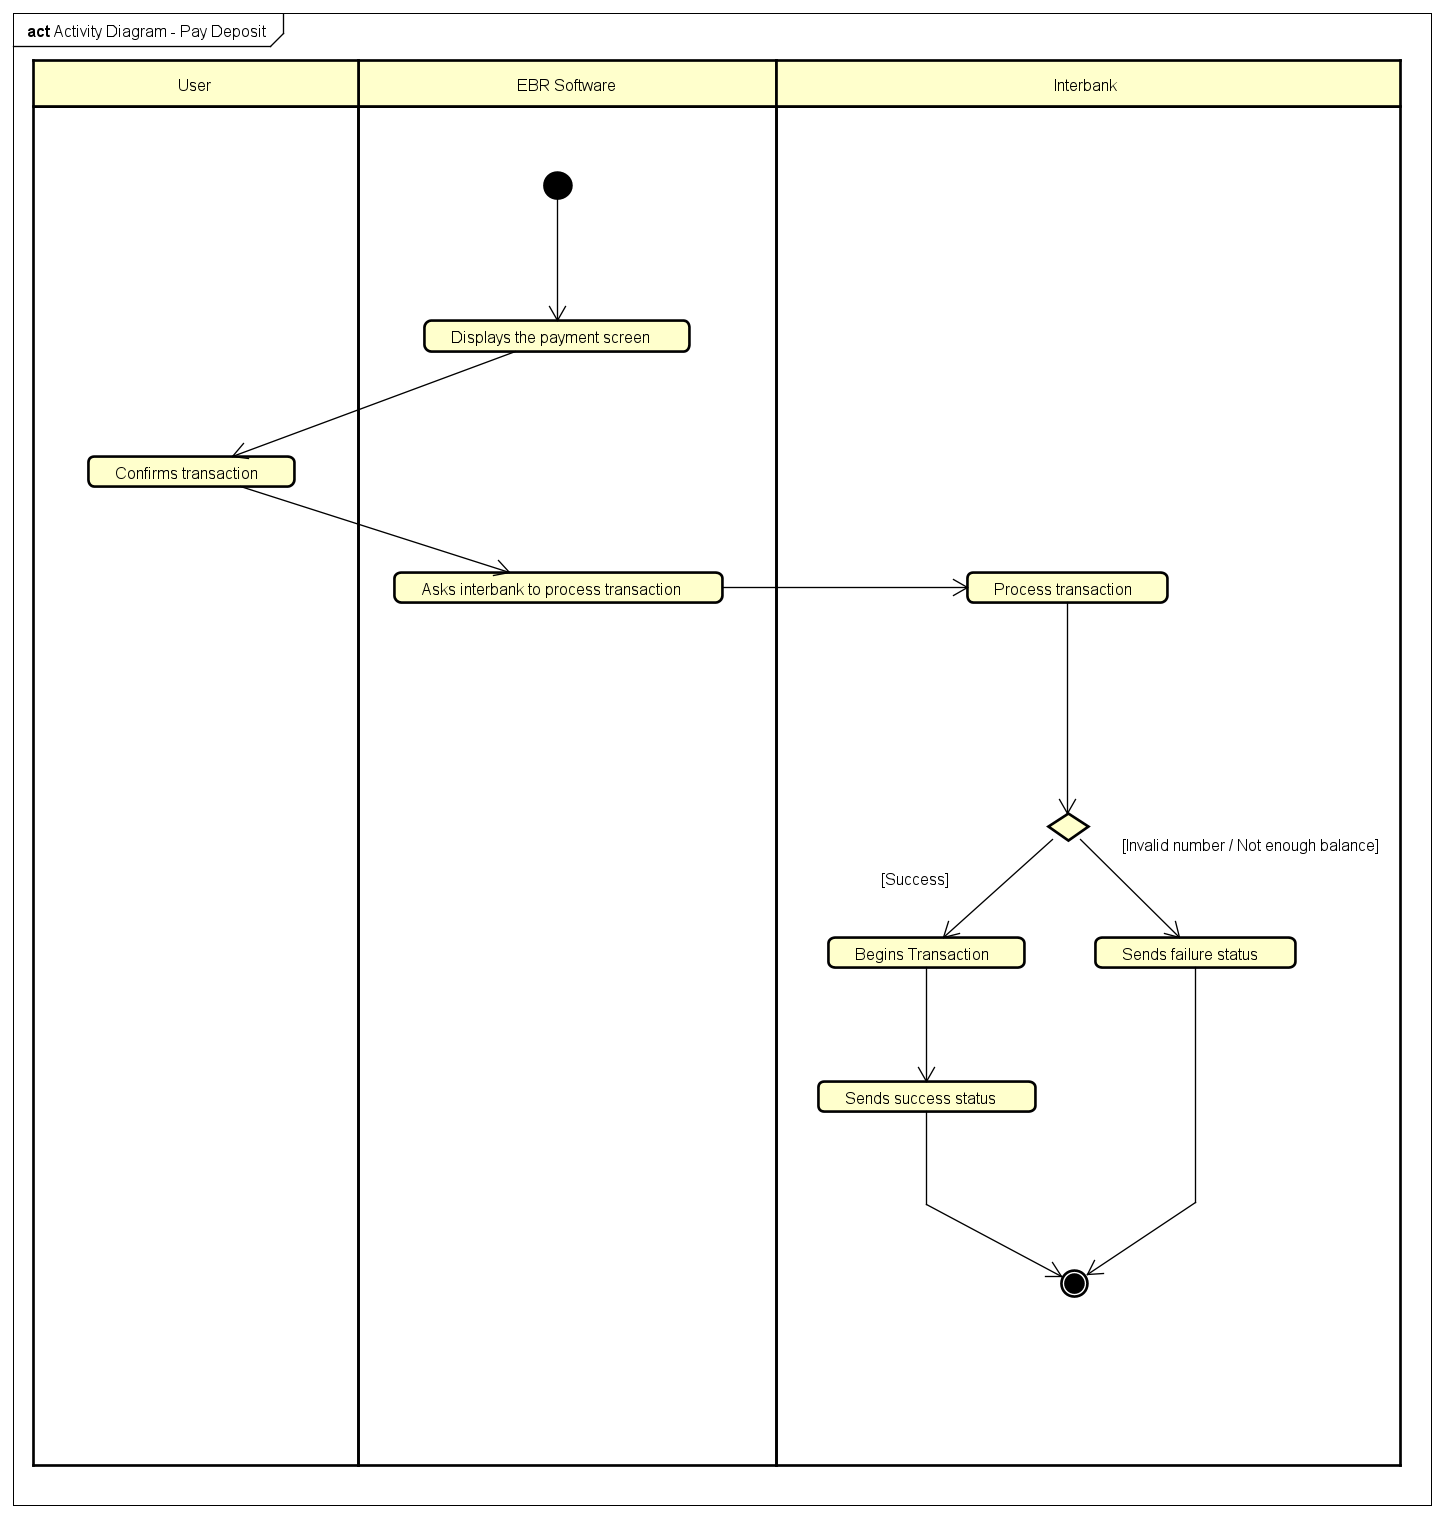 act Activity Diagram - Pay Deposit
User
EBR Software
Interbank
Displays the payment screen
Confirms transaction
Asks interbank to process transaction
Process transaction
[Invalid number / Not enough balance]
[Success]
Begins Transaction
Sends failure status
Sends success status